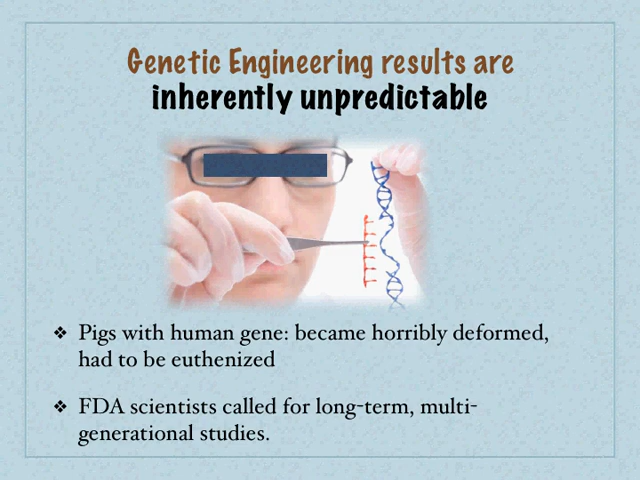 Genetic Engineering results are
inherently unpredictable
Pigs with human gene: became horribly deformed,
had to be euthenized
FDA scientists called for long-term, multi-
generational studies.